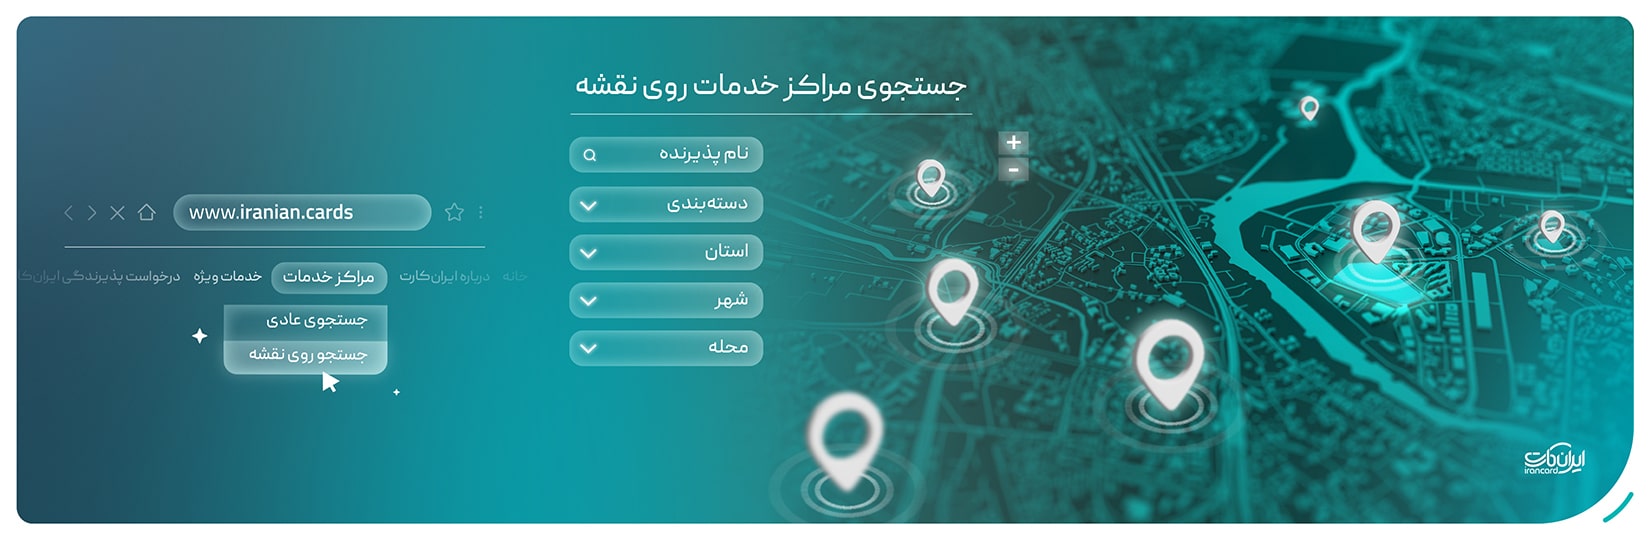 جستجوی مراکز خدمات روی نقشه
نام پذیرنده
دسته‌بندی
استان
شهر
محله
+
-
www.iranian.cards
خانه درباره ایران‌کارت مراکز خدمات خدمات ویژه درخواست پذیرندگی ایران‌کا
جستجوی عادی
جستجو روی نقشه
ایران‌کارت
irancard